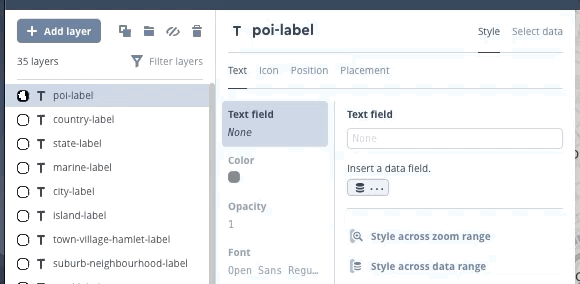 Add layer
35 layers
Filter layers
poi-label
country-label
state-label
marine-label
city-label
island-label
town-village-hamlet-label
suburb-neighbourhood-label
T poi-label
Style
Select data
Text
Icon
Position
Placement
Text field
None
Color
Opacity
1
Font
Open Sans Regu...
Text field
None
Insert a data field.
...
Style across zoom range
Style across data range